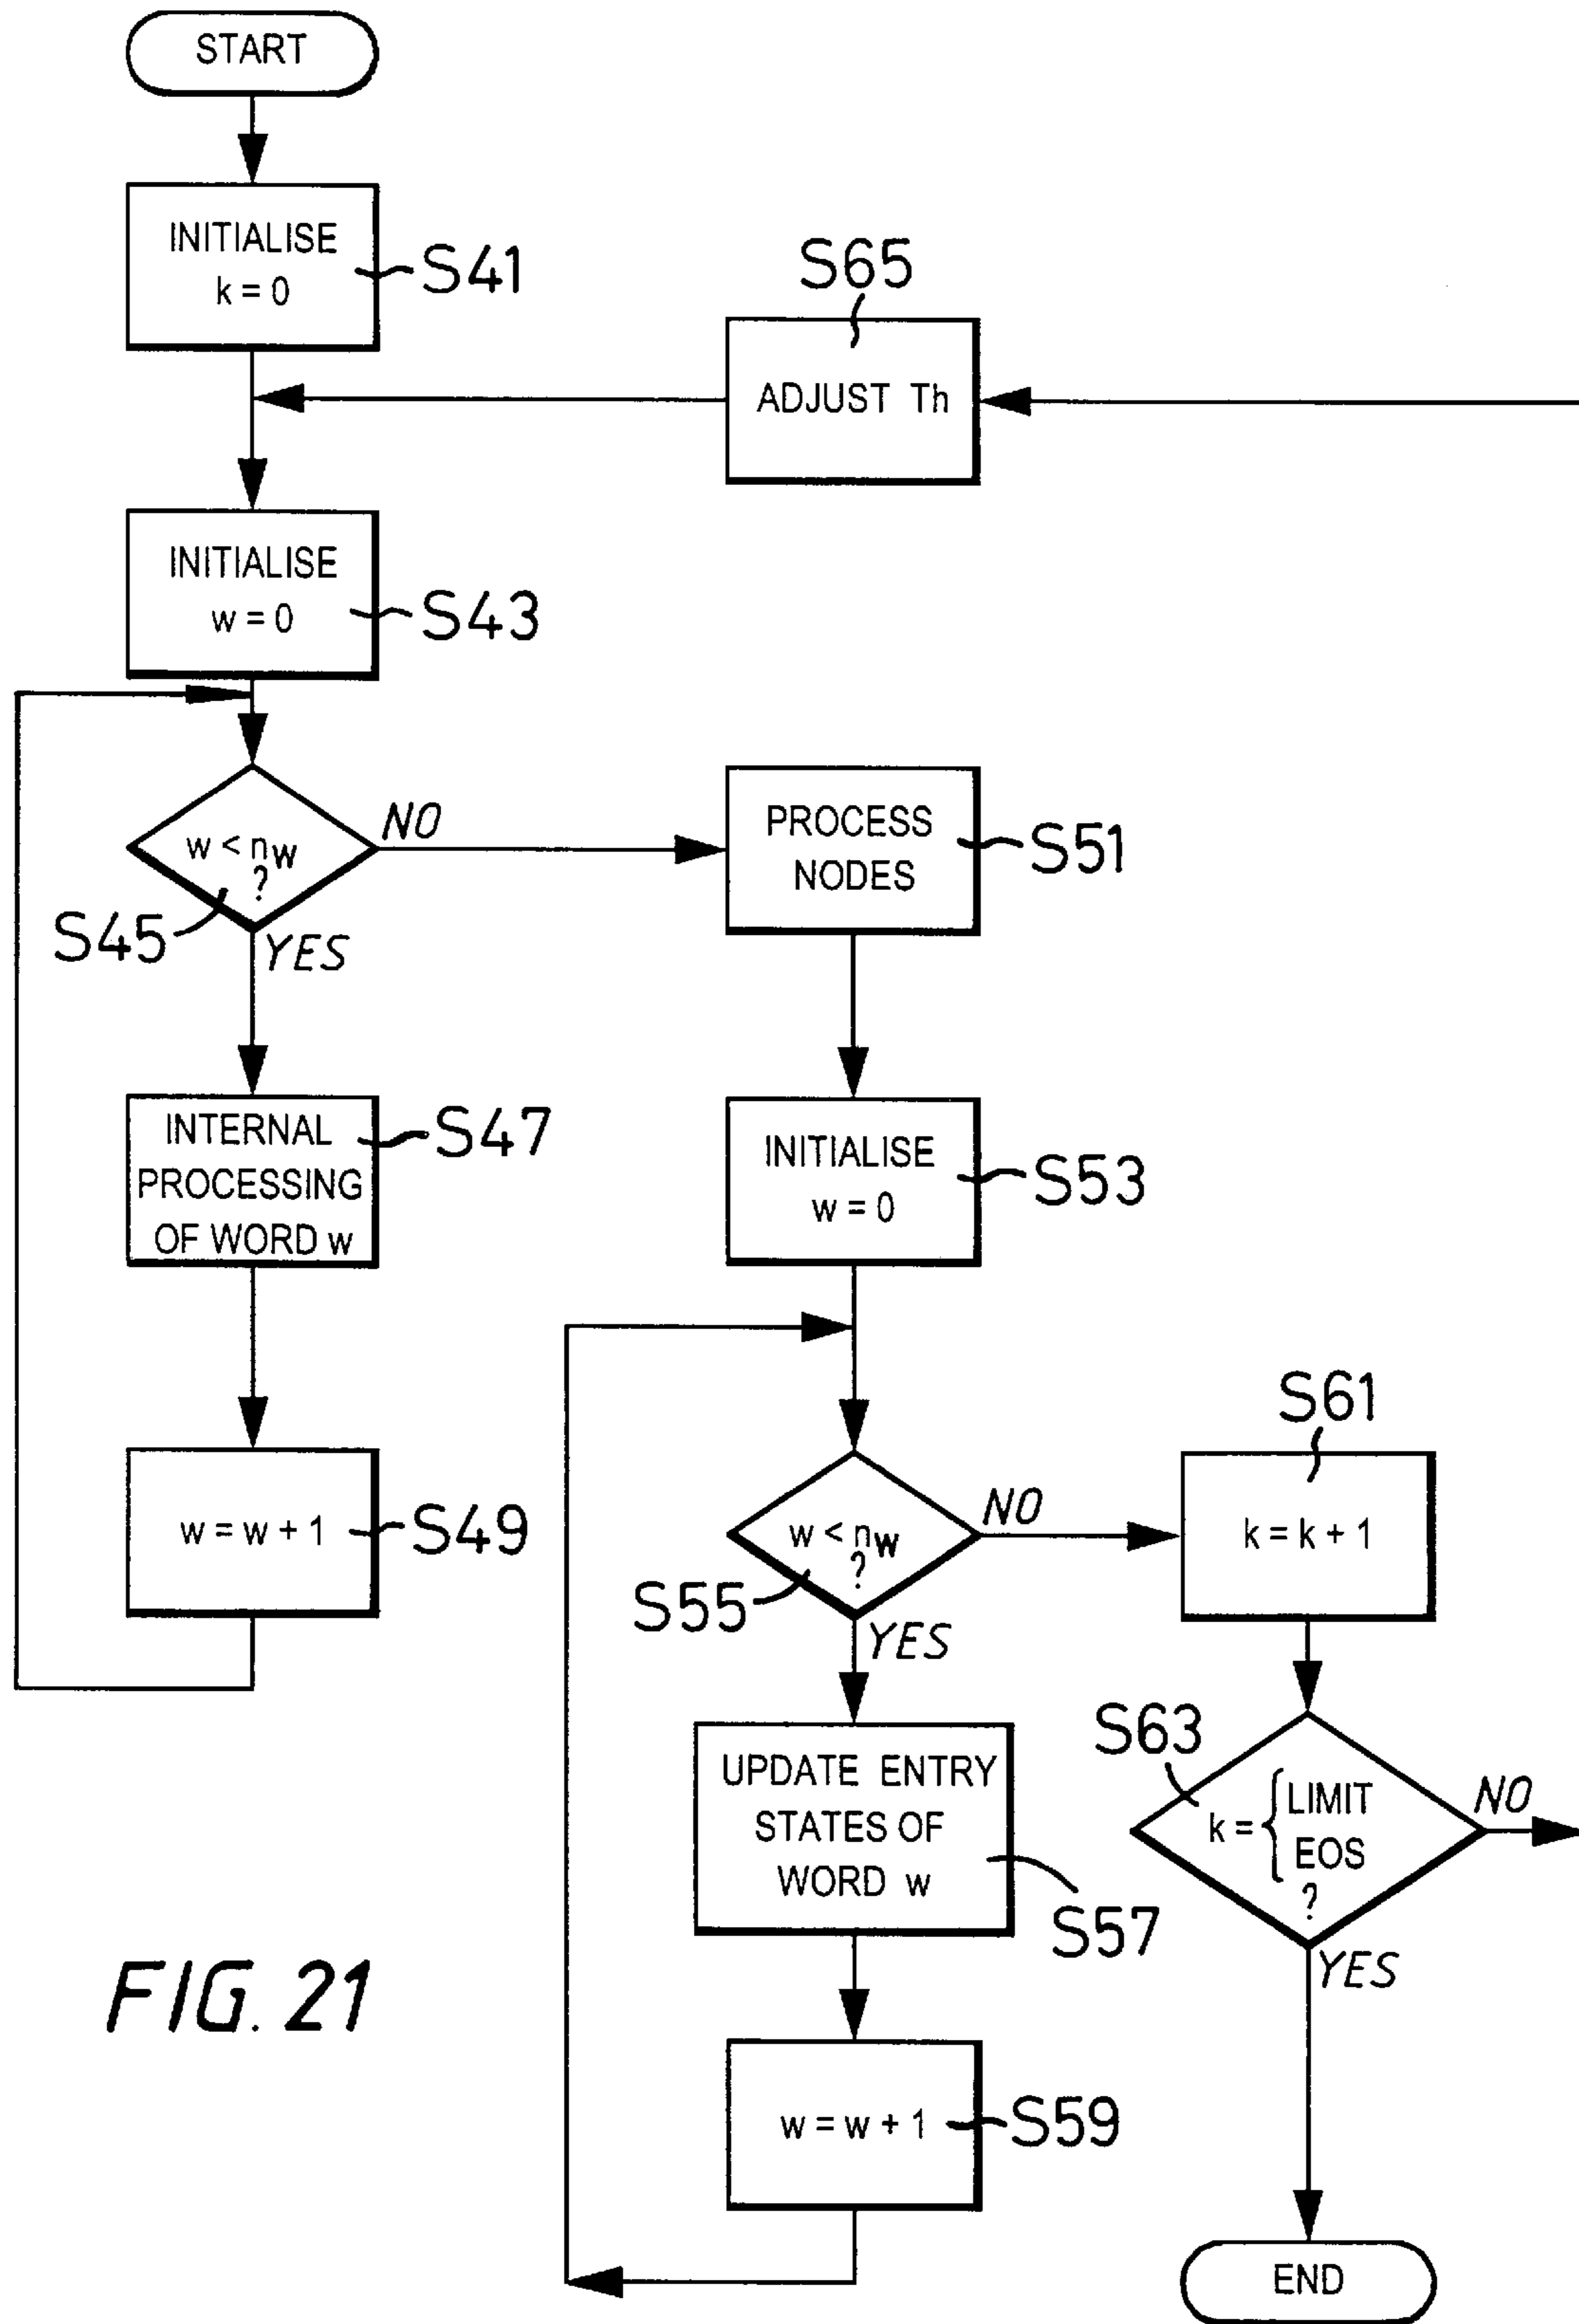 START
INITIALISE
k = 0
S41
S65
ADJUST Th
INITIALISE
w = 0
S43
w < nw
?
NO
S45
YES
PROCESS
NODES
S51
INTERNAL
PROCESSING
OF WORD w
S47
INITIALISE
w = 0
S53
w = w + 1
S49
w < nw
?
NO
S55
YES
S61
k = k + 1
UPDATE ENTRY
STATES OF
WORD w
S57
S63
k = { LIMIT
EOS
?
NO
YES
w = w + 1
S59
END
FIG. 21